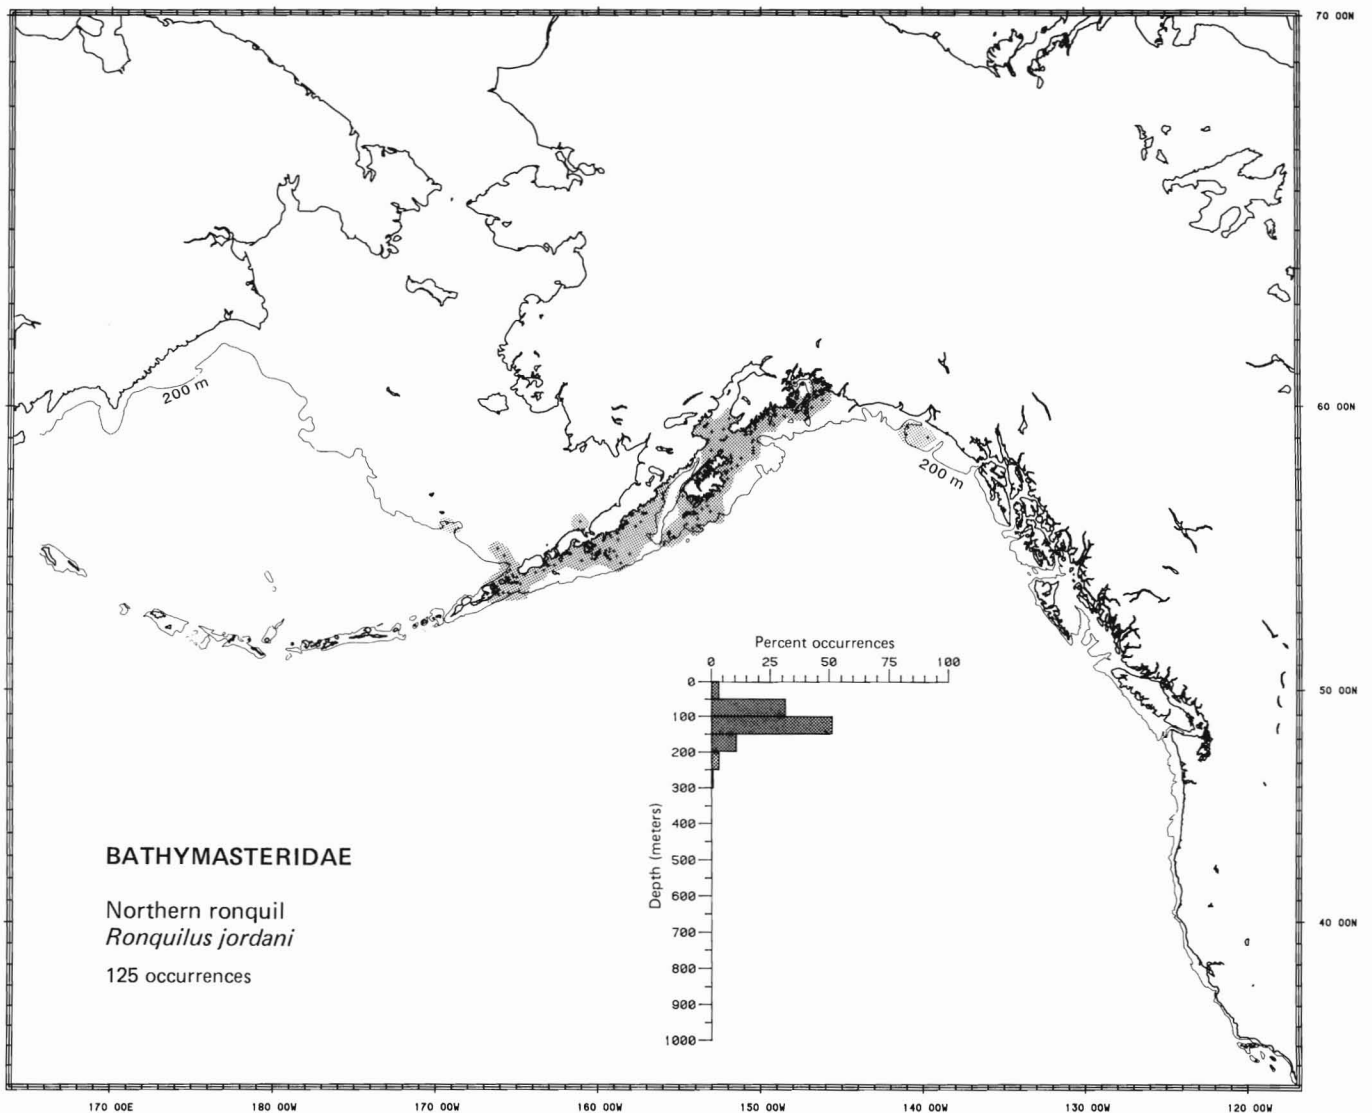 70 00N
200 m
60 00N
200 m
Percent occurrences
0 25 50 75 100
0
50 00N
100
200
300
400
500
600
700
800
900
1000
Depth (meters)
BATHYMASTERIDAE
Northern ronquil
Ronquilus jordani
125 occurrences
40 00N
170 00E 180 00W 170 00W 160 00W 150 00W 140 00W 130 00W 120 00W